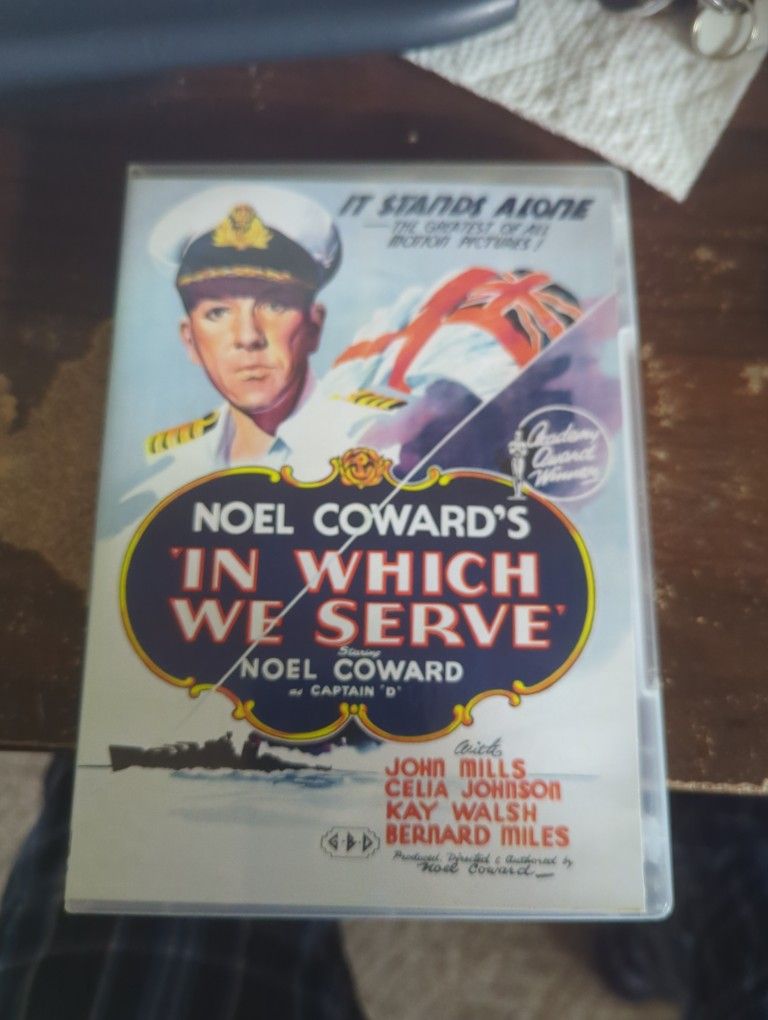 IT STANDS ALONE
THE GREATEST OF ALL
MOTION PICTURES!
Academy
Award
Winner
NOEL COWARD'S
'IN WHICH
WE SERVE'
Starring
NOEL COWARD
as CAPTAIN 'D'
with
JOHN MILLS
CELIA JOHNSON
KAY WALSH
BERNARD MILES
G·B·D
Produced, Directed & Authored by
Noel Coward